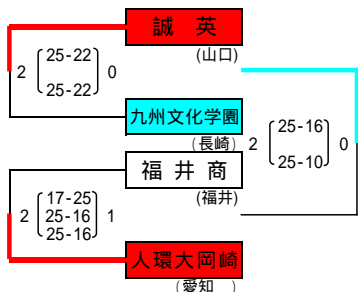 誠 英
(山口)
2 25-22 0
25-22
九州文化学園
(長崎)
2 25-16 0
25-10
福 井 商
(福井)
2 17-25 1
25-16
25-16
人環大岡崎
(愛知)